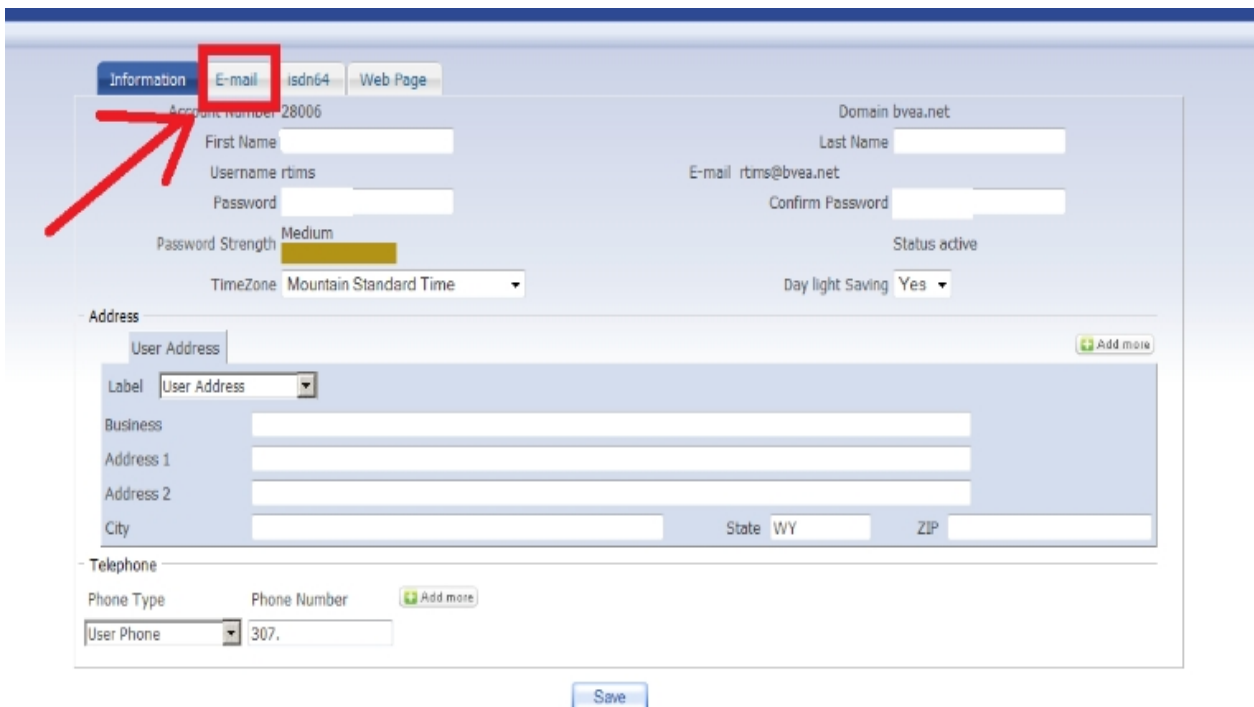 Information E-mail isdn64 Web Page
Account Number 28006 Domain bvea.net
First Name Last Name
Username rtims E-mail rtims@bvea.net
Password Confirm Password
Password Strength Medium Status active
TimeZone Mountain Standard Time Day light Saving Yes
Address
User Address Add more
Label User Address
Business
Address 1
Address 2
City State WY ZIP
Telephone
Phone Type Phone Number Add more
User Phone 307.
Save